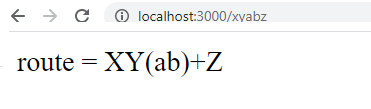 localhost:3000/xyabz
route = XY(ab)+Z